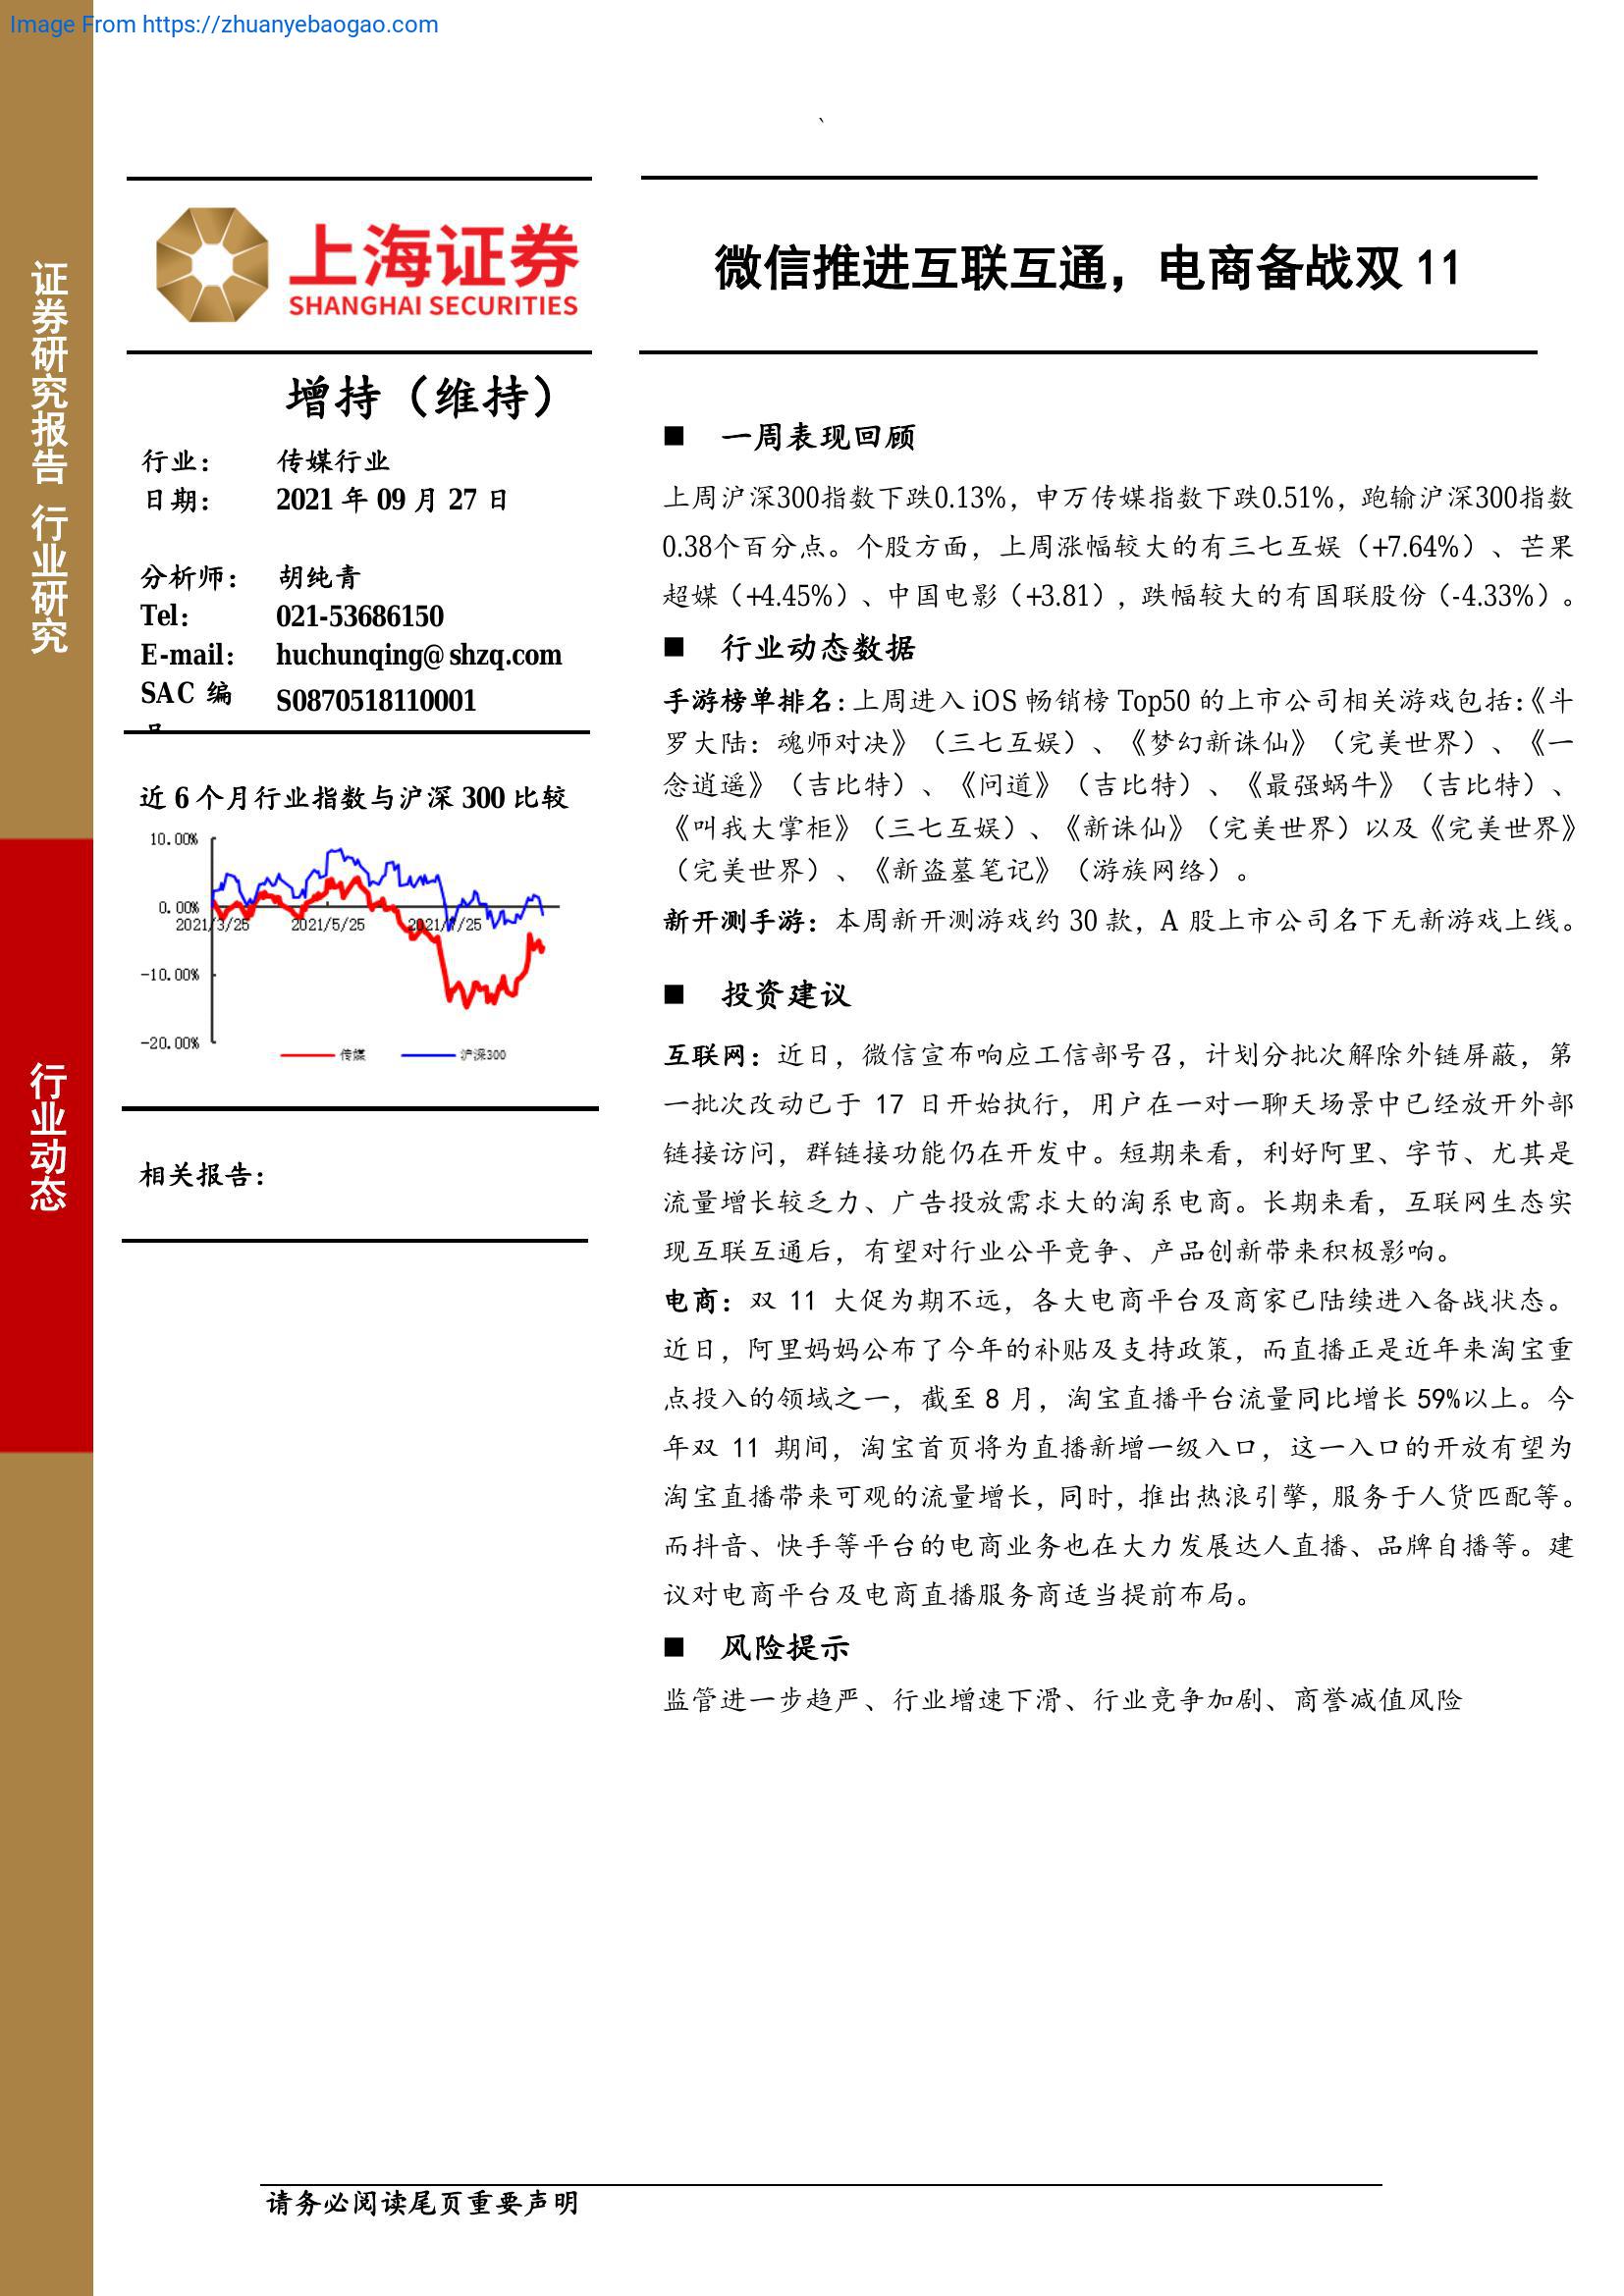 Image From https://zhuanyebaogao.com
、
证券研究报告 行业研究
行业动态
上海证券
SHANGHAI SECURITIES
微信推进互联互通，电商备战双 11
增持（维持）
行业： 传媒行业
日期： 2021 年 09 月 27 日
分析师： 胡纯青
Tel： 021-53686150
E-mail： huchunqing@shzq.com
SAC 编 S0870518110001
近 6 个月行业指数与沪深 300 比较
10.00%
0.00%
2021/3/25 2021/5/25 2021/7/25
-10.00%
-20.00%
传媒 沪深300
相关报告：
■ 一周表现回顾
上周沪深300指数下跌0.13%，申万传媒指数下跌0.51%，跑输沪深300指数
0.38个百分点。个股方面，上周涨幅较大的有三七互娱（+7.64%）、芒果
超媒（+4.45%）、中国电影（+3.81），跌幅较大的有国联股份（-4.33%）。
■ 行业动态数据
手游榜单排名：上周进入 iOS 畅销榜 Top50 的上市公司相关游戏包括：《斗
罗大陆：魂师对决》（三七互娱）、《梦幻新诛仙》（完美世界）、《一
念逍遥》（吉比特）、《问道》（吉比特）、《最强蜗牛》（吉比特）、
《叫我大掌柜》（三七互娱）、《新诛仙》（完美世界）以及《完美世界》
（完美世界）、《新盗墓笔记》（游族网络）。
新开测手游：本周新开测游戏约 30 款，A 股上市公司名下无新游戏上线。
■ 投资建议
互联网：近日，微信宣布响应工信部号召，计划分批次解除外链屏蔽，第
一批次改动已于 17 日开始执行，用户在一对一聊天场景中已经放开外部
链接访问，群链接功能仍在开发中。短期来看，利好阿里、字节、尤其是
流量增长较乏力、广告投放需求大的淘系电商。长期来看，互联网生态实
现互联互通后，有望对行业公平竞争、产品创新带来积极影响。
电商：双 11 大促为期不远，各大电商平台及商家已陆续进入备战状态。
近日，阿里妈妈公布了今年的补贴及支持政策，而直播正是近年来淘宝重
点投入的领域之一，截至 8 月，淘宝直播平台流量同比增长 59%以上。今
年双 11 期间，淘宝首页将为直播新增一级入口，这一入口的开放有望为
淘宝直播带来可观的流量增长，同时，推出热浪引擎，服务于人货匹配等。
而抖音、快手等平台的电商业务也在大力发展达人直播、品牌自播等。建
议对电商平台及电商直播服务商适当提前布局。
■ 风险提示
监管进一步趋严、行业增速下滑、行业竞争加剧、商誉减值风险
请务必阅读尾页重要声明